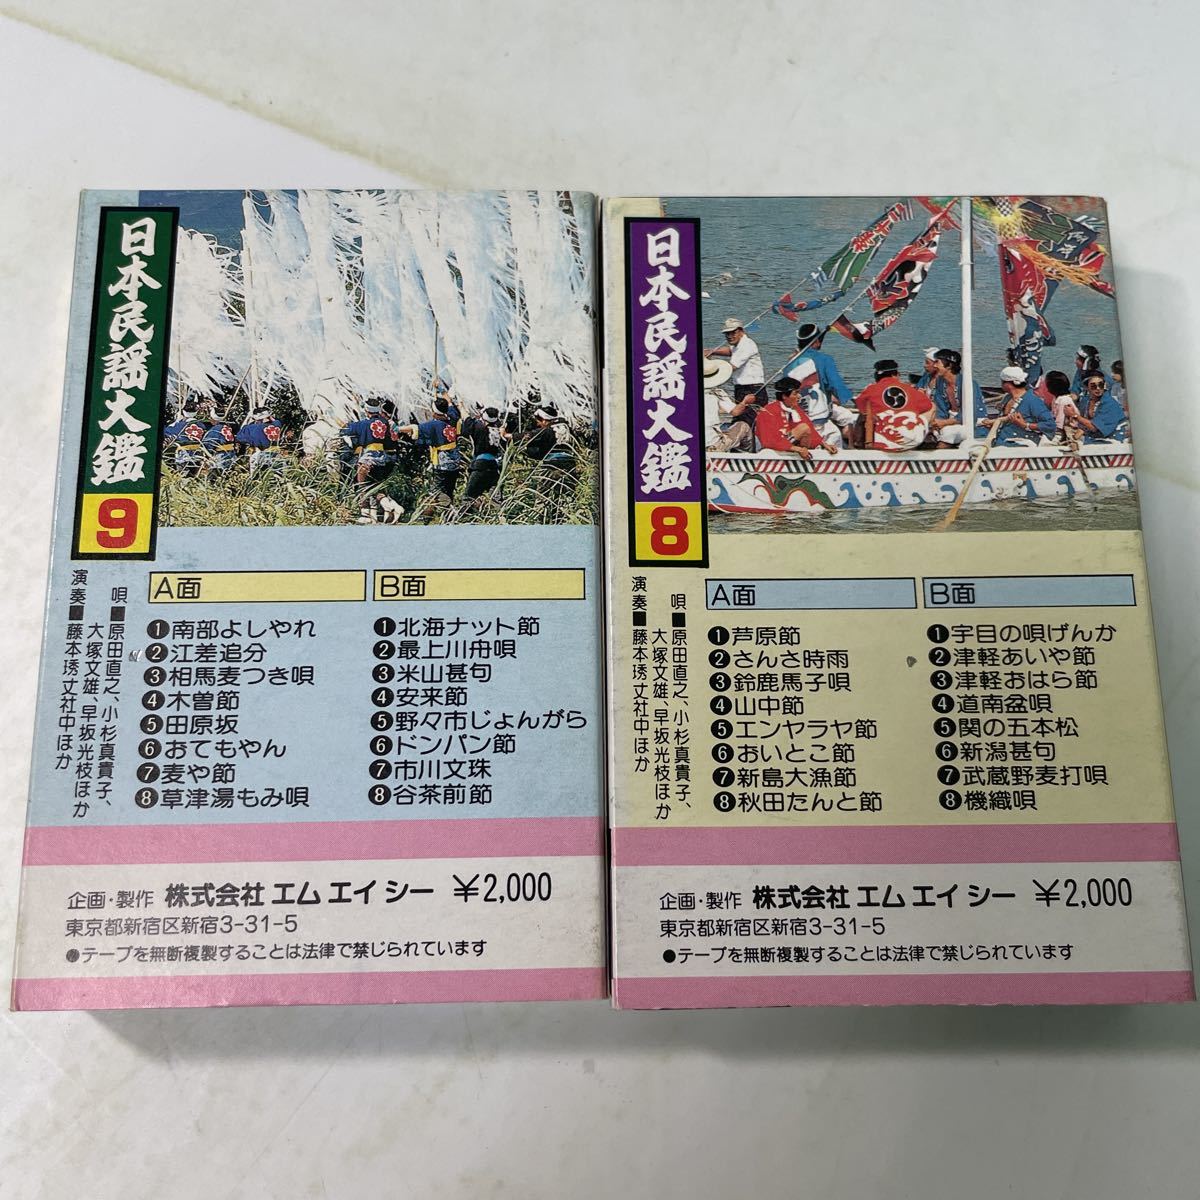 日本民謡大鑑
9
唄■原田直之、小杉真貴子、
大塚文雄、早坂光枝ほか
演奏■藤本琇丈社中ほか
A面
❶南部よしやれ
❷江差追分
❸相馬麦つき唄
❹木曽節
❺田原坂
❻おてもやん
❼麦や節
❽草津湯もみ唄
B面
❶北海ナット節
❷最上川舟唄
❸米山甚句
❹安来節
❺野々市じょんがら
❻ドンパン節
❼市川文珠
❽谷茶前節
企画・製作 株式会社エムエイシー ¥2,000
東京都新宿区新宿3-31-5
●テープを無断複製することは法律で禁じられています
日本民謡大鑑
8
唄■原田直之、小杉真貴子、
大塚文雄、早坂光枝ほか
演奏■藤本琇丈社中ほか
A面
❶芦原節
❷さんさ時雨
❸鈴鹿馬子唄
❹山中節
❺エンヤラヤ節
❻おいとこ節
❼新島大漁節
❽秋田たんと節
B面
❶宇目の唄げんか
❷津軽あいや節
❸津軽おはら節
❹道南盆唄
❺関の五本松
❻新潟甚句
❼武蔵野麦打唄
❽機織唄
企画・製作 株式会社エムエイシー ¥2,000
東京都新宿区新宿3-31-5
●テープを無断複製することは法律で禁じられています